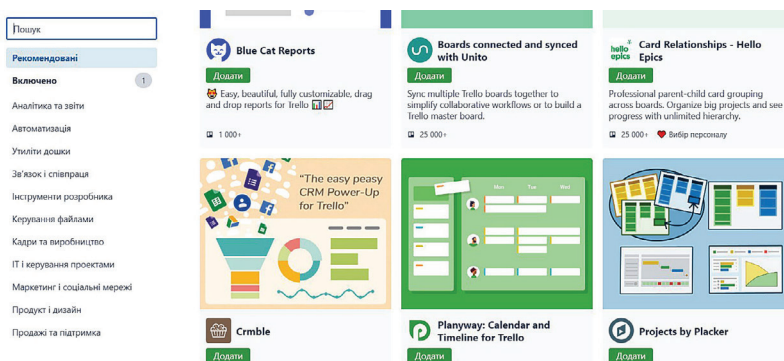 Пошук
Рекомендовані
Включено 1
Аналітика та звіти
Автоматизація
Утиліти дошки
Зв'язок і співпраця
Інструменти розробника
Керування файлами
Кадри та виробництво
ІТ і керування проектами
Маркетинг і соціальні мережі
Продукт і дизайн
Продажі та підтримка
Blue Cat Reports
Додати
Easy, beautiful, fully customizable, drag
and drop reports for Trello
1 000+
Boards connected and synced
with Unito
Додати
Sync multiple Trello boards together to
simplify collaborative workflows or to build a
Trello master board.
25 000+
hello
epics
Card Relationships - Hello
Epics
Додати
Professional parent-child card grouping
across boards. Organize big projects and see
progress with unlimited hierarchy.
25 000+ Вибір персоналу
"The easy peasy
CRM Power-Up
for Trello"
Crmble
Додати
Mon Tue Wed
Planyway: Calendar and
Timeline for Trello
Додати
Projects by Placker
Додати